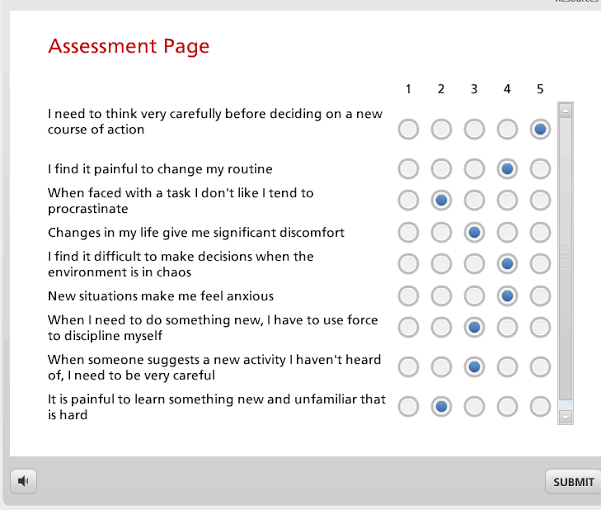 Resources
Assessment Page
1 2 3 4 5
I need to think very carefully before deciding on a new
course of action
I find it painful to change my routine
When faced with a task I don't like I tend to
procrastinate
Changes in my life give me significant discomfort
I find it difficult to make decisions when the
environment is in chaos
New situations make me feel anxious
When I need to do something new, I have to use force
to discipline myself
When someone suggests a new activity I haven't heard
of, I need to be very careful
It is painful to learn something new and unfamiliar that
is hard
SUBMIT